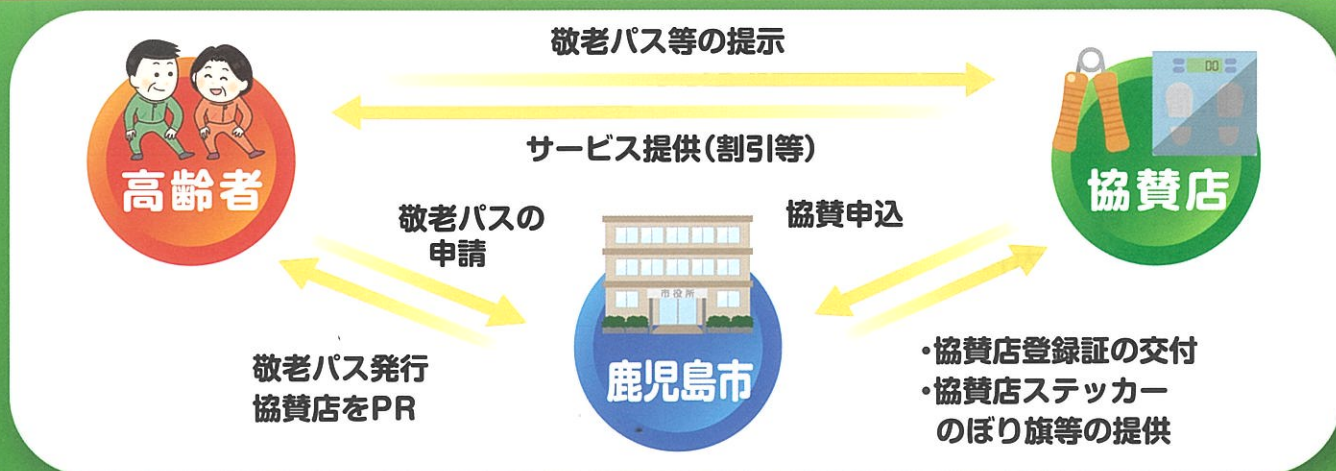 敬老パス等の提示
サービス提供(割引等)
高齢者
協賛店
00
敬老パスの
申請
協賛申込
市役所
鹿児島市
敬老パス発行
協賛店をPR
・協賛店登録証の交付
・協賛店ステッカー
のぼり旗等の提供